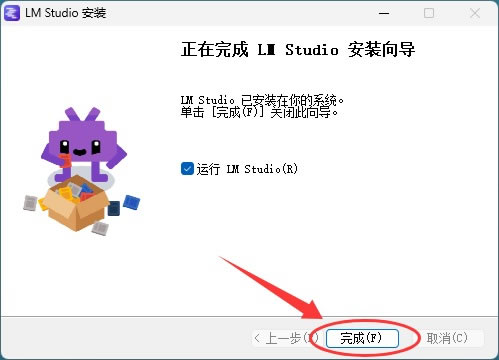 LM Studio 安装
正在完成 LM Studio 安装向导
LM Studio 已安装在你的系统。
单击 [完成(F)] 关闭此向导。
运行 LM Studio(R)
< 上一步(P) 完成(F) 取消(C)